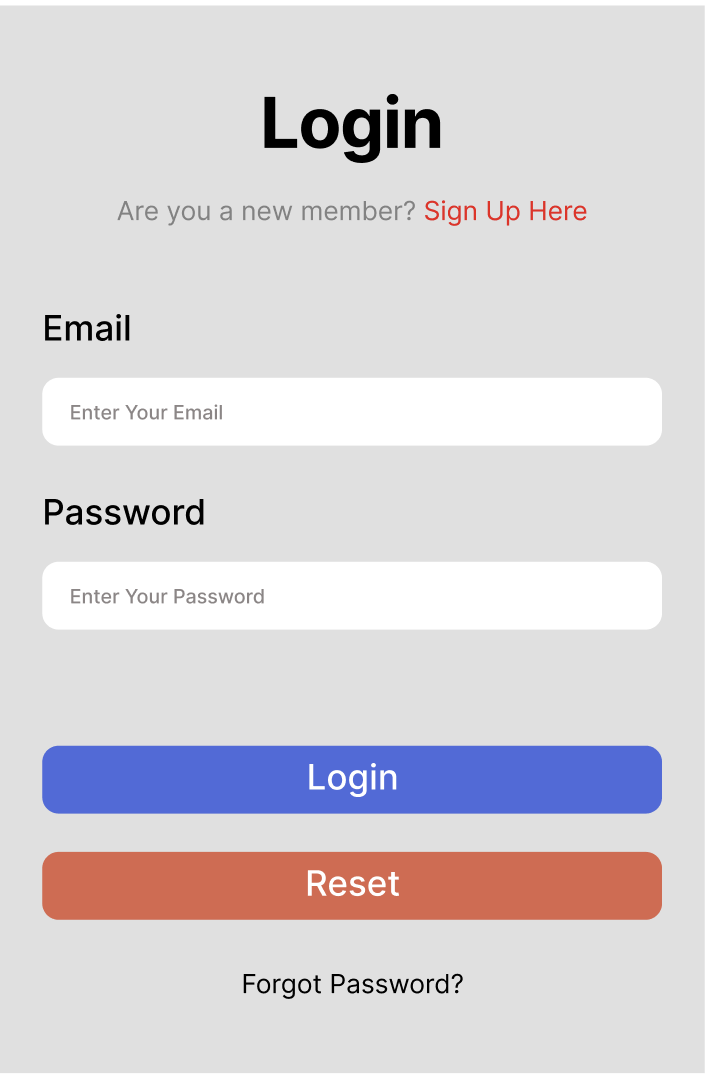 Login
Are you a new member? Sign Up Here
Email
Enter Your Email
Password
Enter Your Password
Login
Reset
Forgot Password?